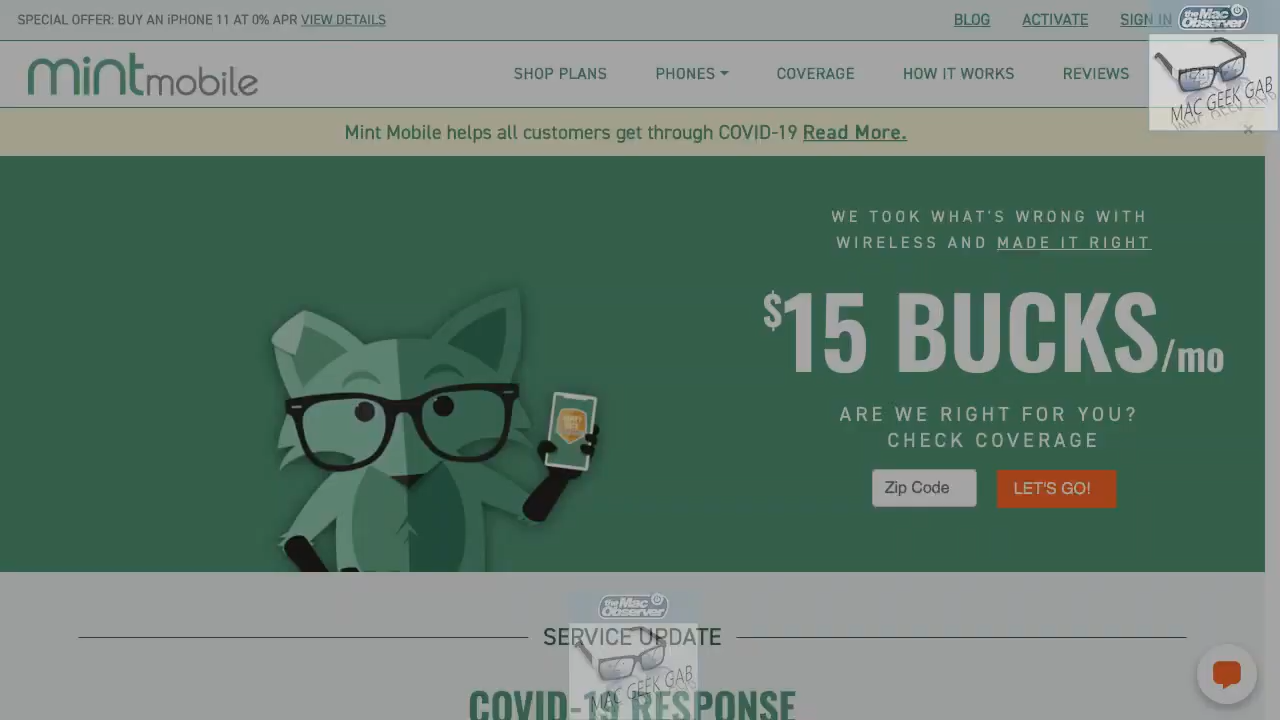 SPECIAL OFFER: BUY AN iPHONE 11 AT 0% APR VIEW DETAILS
BLOG ACTIVATE SIGN IN
the Mac Observer
mintmobile
SHOP PLANS PHONES COVERAGE HOW IT WORKS REVIEWS
MAC GEEK GAB
Mint Mobile helps all customers get through COVID-19 Read More.
WE TOOK WHAT'S WRONG WITH
WIRELESS AND MADE IT RIGHT
$15 BUCKS/mo
ARE WE RIGHT FOR YOU?
CHECK COVERAGE
Zip Code LET'S GO!
the Mac Observer
SERVICE UPDATE
MAC GEEK GAB
COVID-19 RESPONSE